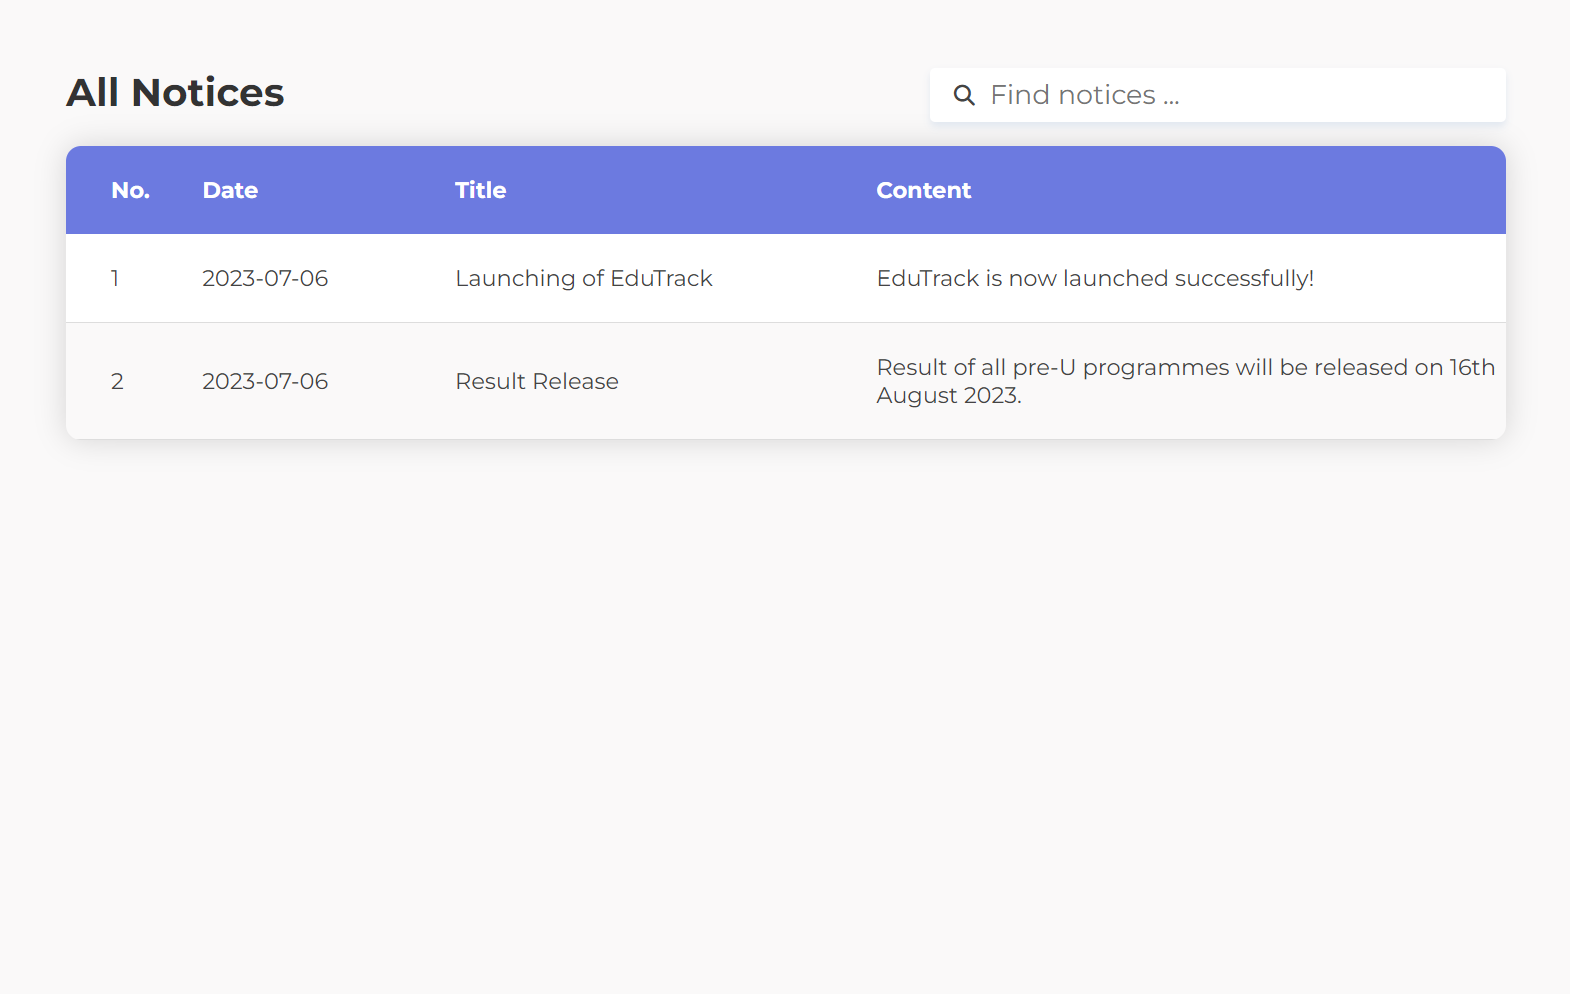 All Notices
Find notices ...
No. Date Title Content
1 2023-07-06 Launching of EduTrack EduTrack is now launched successfully!
2 2023-07-06 Result Release Result of all pre-U programmes will be released on 16th
August 2023.